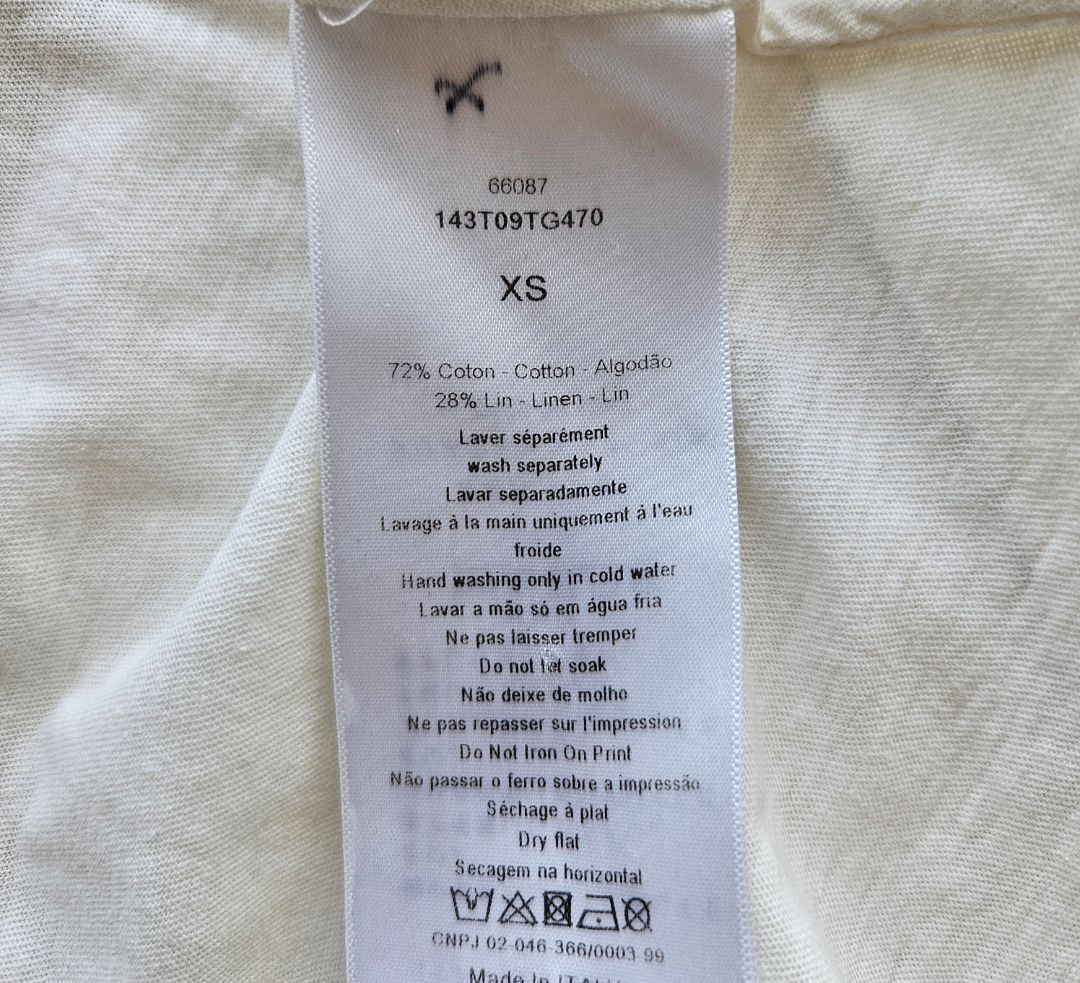 66087
143T09TG470
XS
72% Coton - Cotton - Algodão
28% Lin - Linen - Lin
Laver séparément
wash separately
Lavar separadamente
Lavage à la main uniquement à l'eau
froide
Hand washing only in cold water
Lavar a mão só em água fria
Ne pas laisser tremper
Do not let soak
Não deixe de molho
Ne pas repasser sur l'impression
Do Not Iron On Print
Não passar o ferro sobre a impressão
Séchage à plat
Dry flat
Secagem na horizontal
CNPJ 02-046-366/0003-99
Made In ITALY